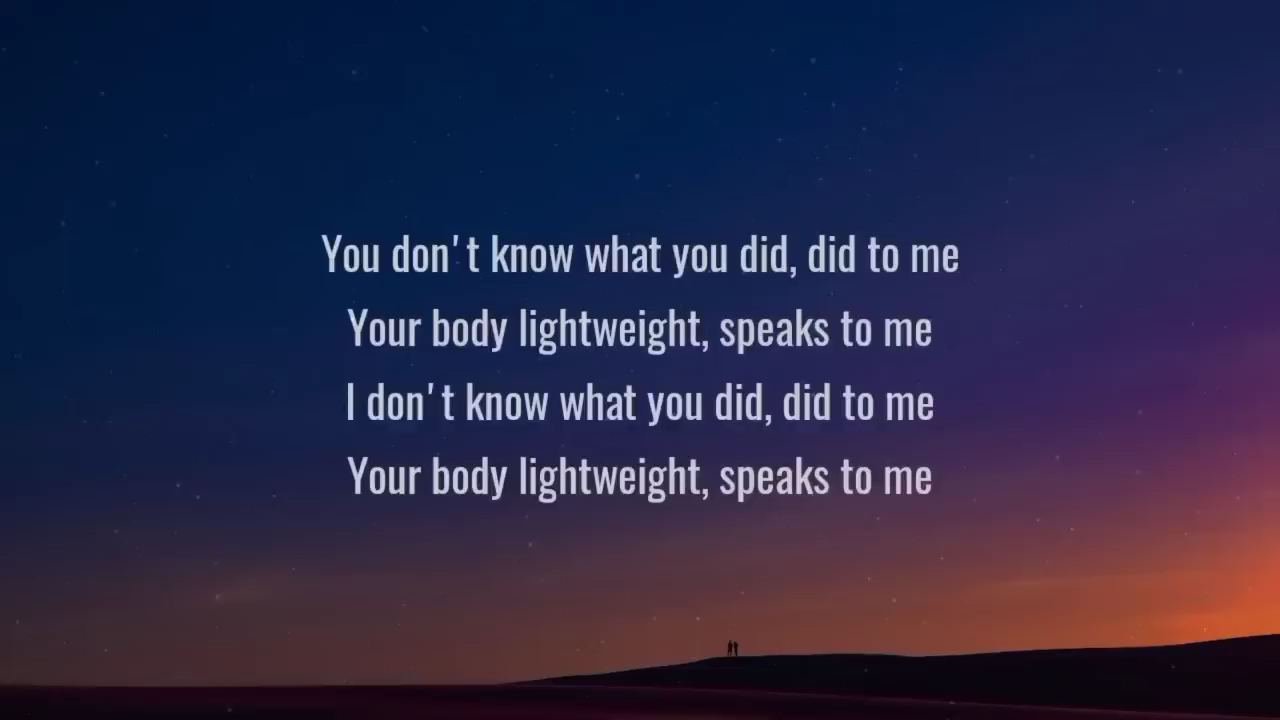 You don't know what you did, did to me
Your body lightweight, speaks to me
I don't know what you did, did to me
Your body lightweight, speaks to me